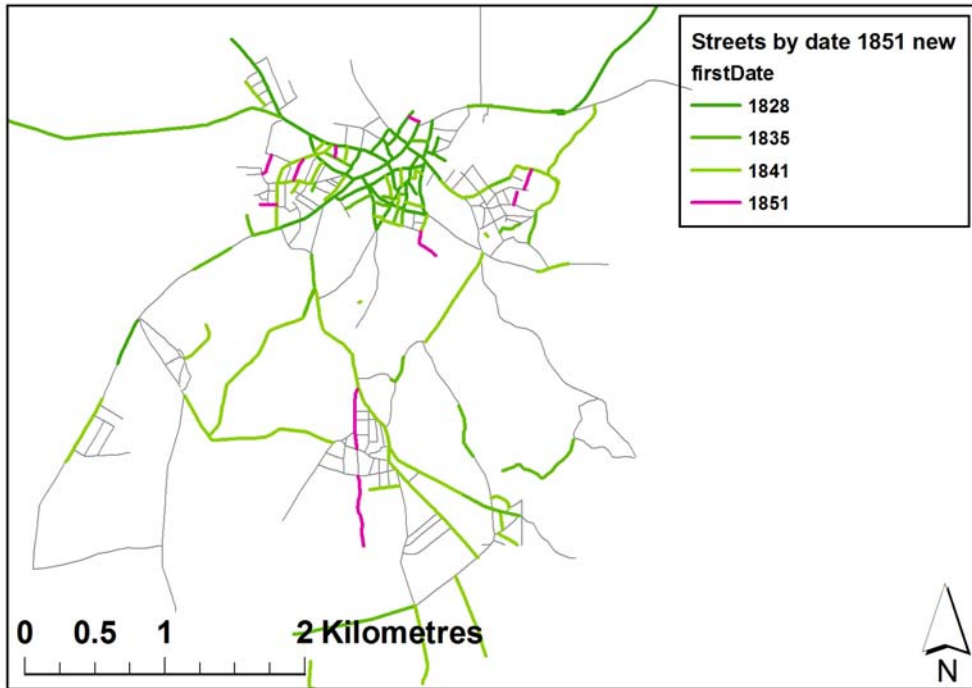 Streets by date 1851 new
firstDate
1828
1835
1841
1851
0 0.5 1 2 Kilometres
N